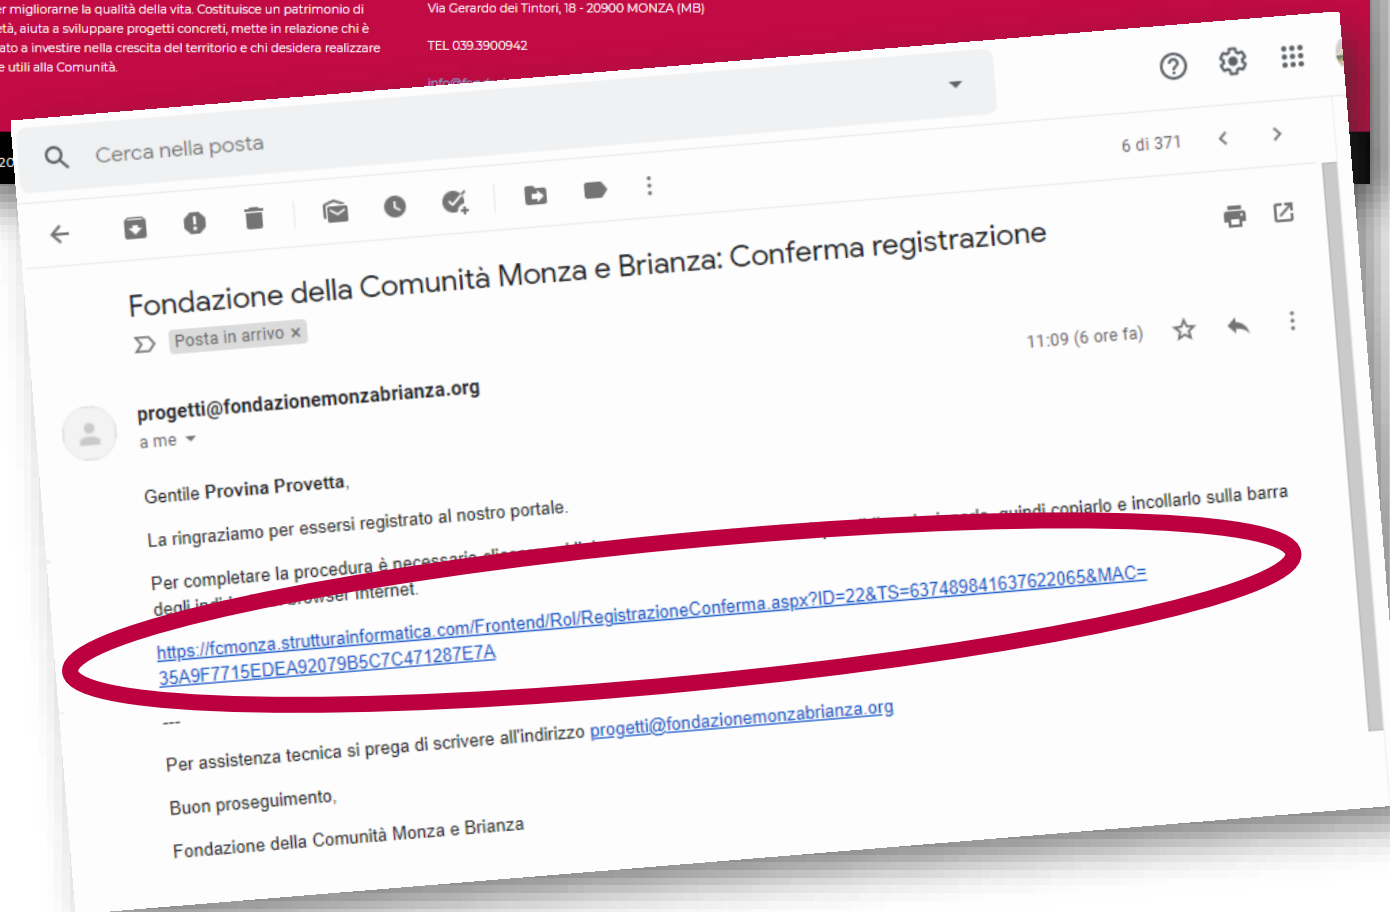 er migliorarne la qualità della vita. Costituisce un patrimonio di
età, aiuta a sviluppare progetti concreti, mette in relazione chi è
ato a investire nella crescita del territorio e chi desidera realizzare
e utili alla Comunità.
Via Gerardo dei Tintori, 18 - 20900 MONZA (MB)
TEL 039.3900942
20
Cerca nella posta
6 di 371
Fondazione della Comunità Monza e Brianza: Conferma registrazione
Posta in arrivo x
11:09 (6 ore fa)
progetti@fondazionemonzabrianza.org
a me
Gentile Provina Provetta,
La ringraziamo per essersi registrato al nostro portale.
Per completare la procedura è necessario quindi copiarlo e incollarlo sulla barra
degli browser internet.
https://fcmonza.strutturainformatica.com/Frontend/Rol/RegistrazioneConferma.aspx?ID=22&TS=637489841637622065&MAC=
35A9F7715EDEA92079B5C7C471287E7A
---
Per assistenza tecnica si prega di scrivere all'indirizzo progetti@fondazionemonzabrianza.org
Buon proseguimento,
Fondazione della Comunità Monza e Brianza